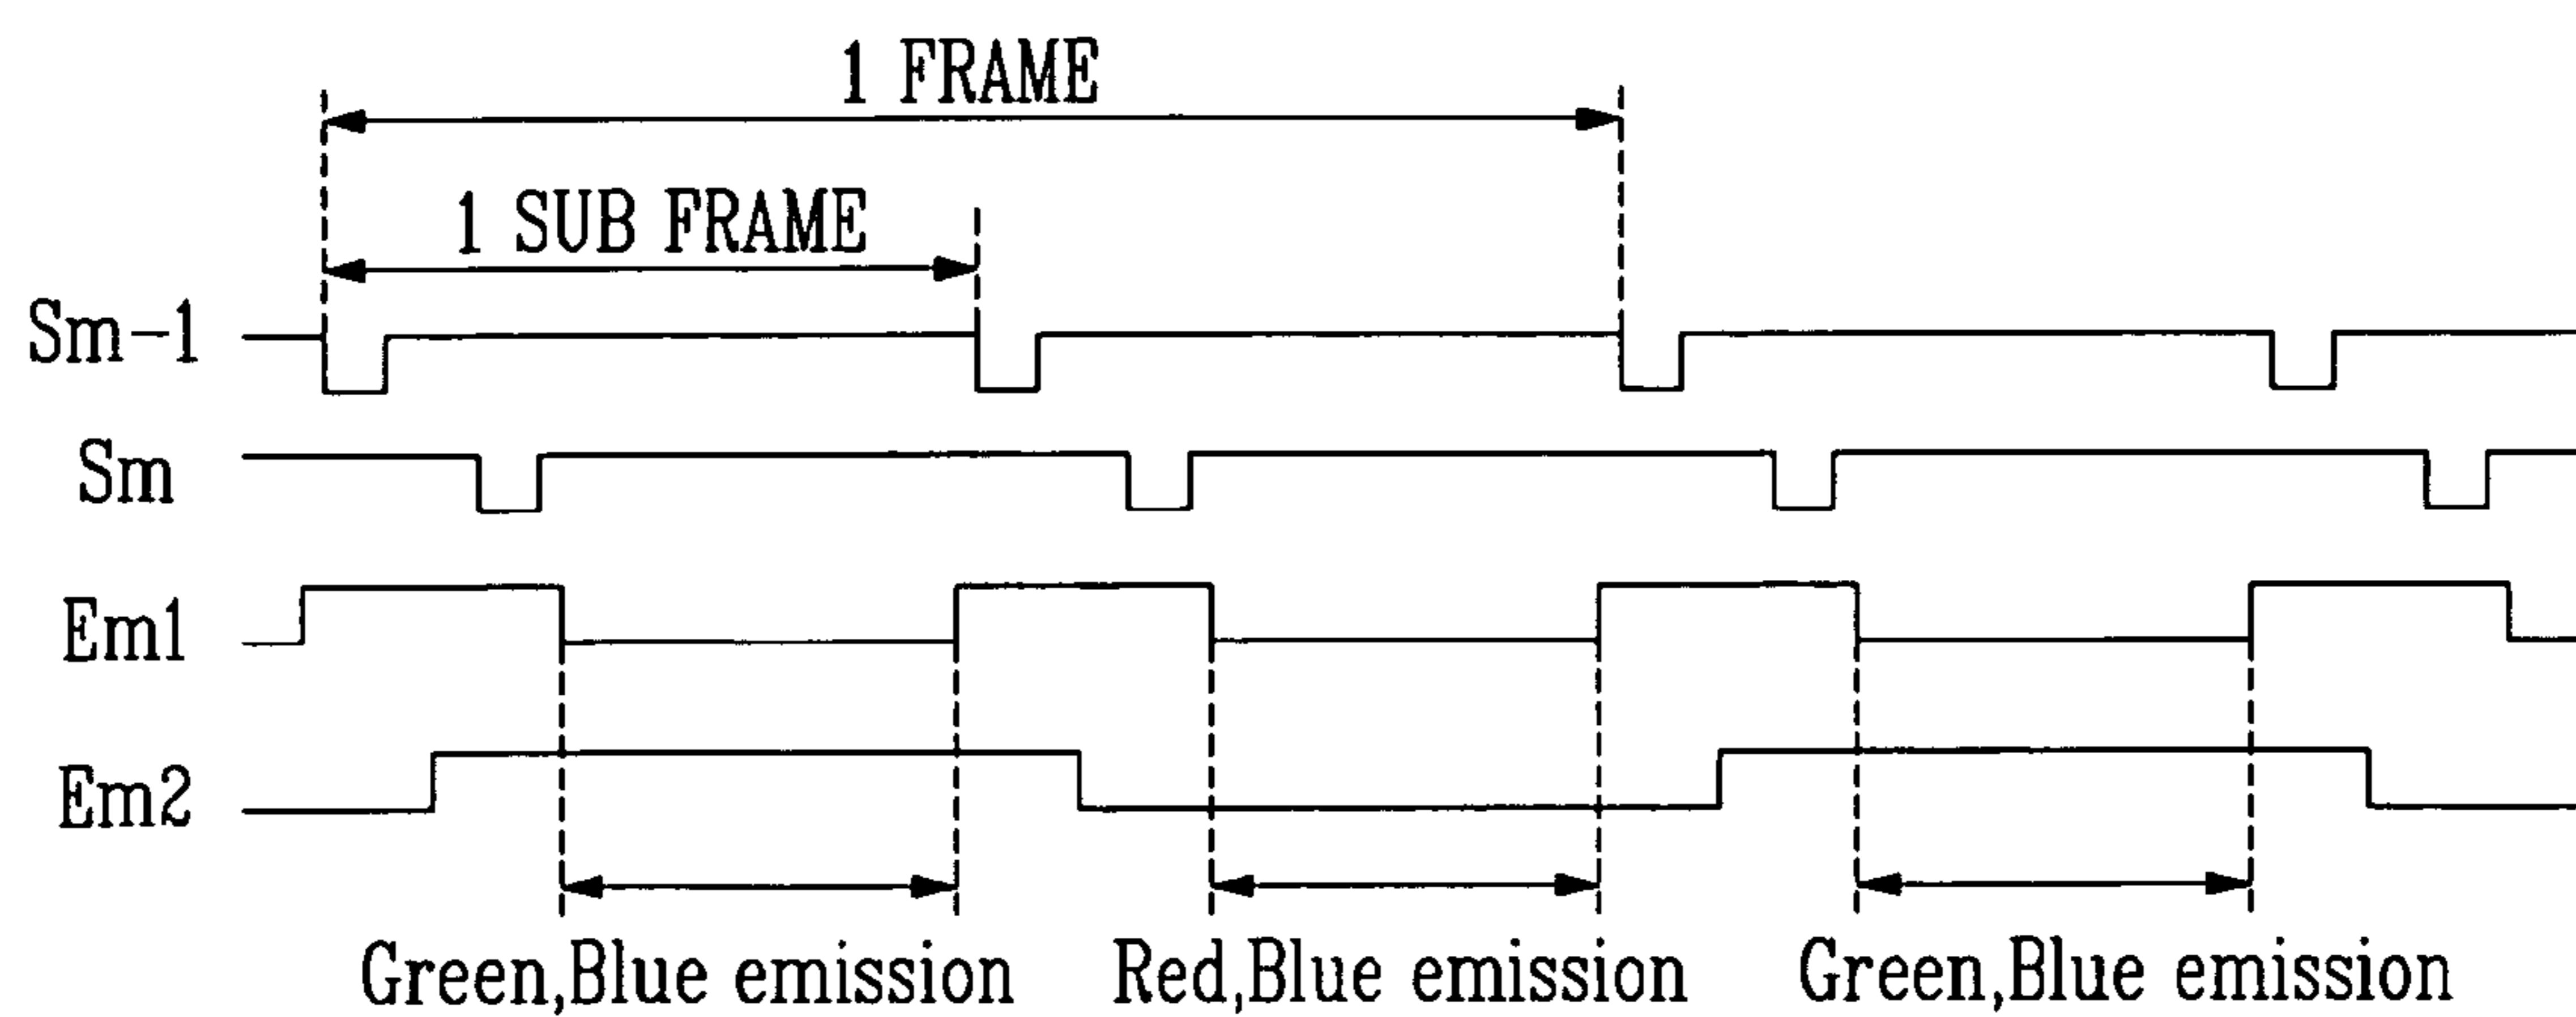 1 FRAME
1 SUB FRAME
Sm-1
Sm
Em1
Em2
Green,Blue emission
Red,Blue emission
Green,Blue emission